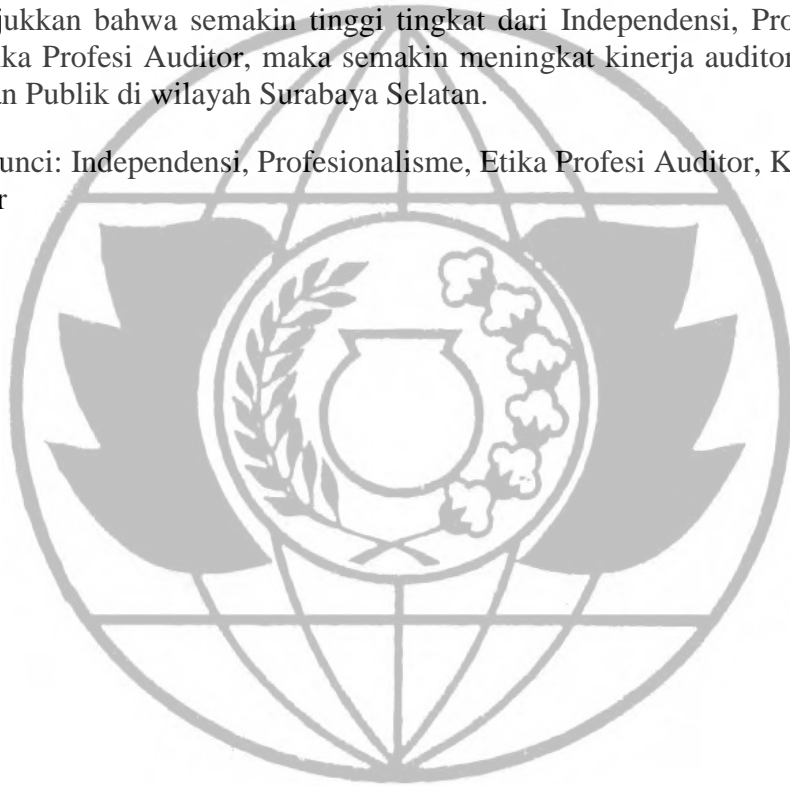 jukkan bahwa semakin tinggi tingkat dari Independensi, Pro
ika Profesi Auditor, maka semakin meningkat kinerja auditor
an Publik di wilayah Surabaya Selatan.
unci: Independensi, Profesionalisme, Etika Profesi Auditor, K
r